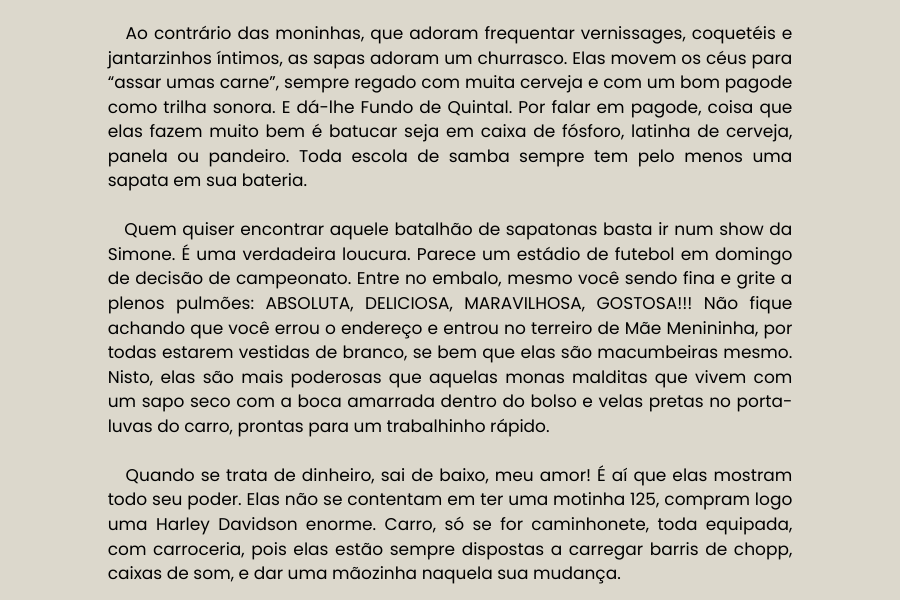 Ao contrário das moninhas, que adoram frequentar vernissages, coquetéis e
jantarzinhos íntimos, as sapas adoram um churrasco. Elas movem os céus para
“assar umas carne”, sempre regado com muita cerveja e com um bom pagode
como trilha sonora. E dá-lhe Fundo de Quintal. Por falar em pagode, coisa que
elas fazem muito bem é batucar seja em caixa de fósforo, latinha de cerveja,
panela ou pandeiro. Toda escola de samba sempre tem pelo menos uma
sapata em sua bateria.
Quem quiser encontrar aquele batalhão de sapatonas basta ir num show da
Simone. É uma verdadeira loucura. Parece um estádio de futebol em domingo
de decisão de campeonato. Entre no embalo, mesmo você sendo fina e grite a
plenos pulmões: ABSOLUTA, DELICIOSA, MARAVILHOSA, GOSTOSA!!! Não fique
achando que você errou o endereço e entrou no terreiro de Mãe Menininha, por
todas estarem vestidas de branco, se bem que elas são macumbeiras mesmo.
Nisto, elas são mais poderosas que aquelas monas malditas que vivem com
um sapo seco com a boca amarrada dentro do bolso e velas pretas no porta-
luvas do carro, prontas para um trabalhinho rápido.
Quando se trata de dinheiro, sai de baixo, meu amor! É aí que elas mostram
todo seu poder. Elas não se contentam em ter uma motinha 125, compram logo
uma Harley Davidson enorme. Carro, só se for caminhonete, toda equipada,
com carroceria, pois elas estão sempre dispostas a carregar barris de chopp,
caixas de som, e dar uma mãozinha naquela sua mudança.